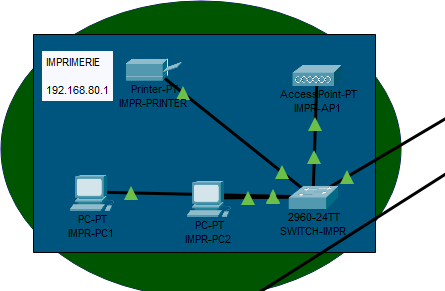 IMPRIMERIE
192.168.80.1
Printer-PT
IMPR-PRINTER
AccessPoint-PT
IMPR-AP1
PC-PT
IMPR-PC1
PC-PT
IMPR-PC2
2960-24TT
SWITCH-IMPR